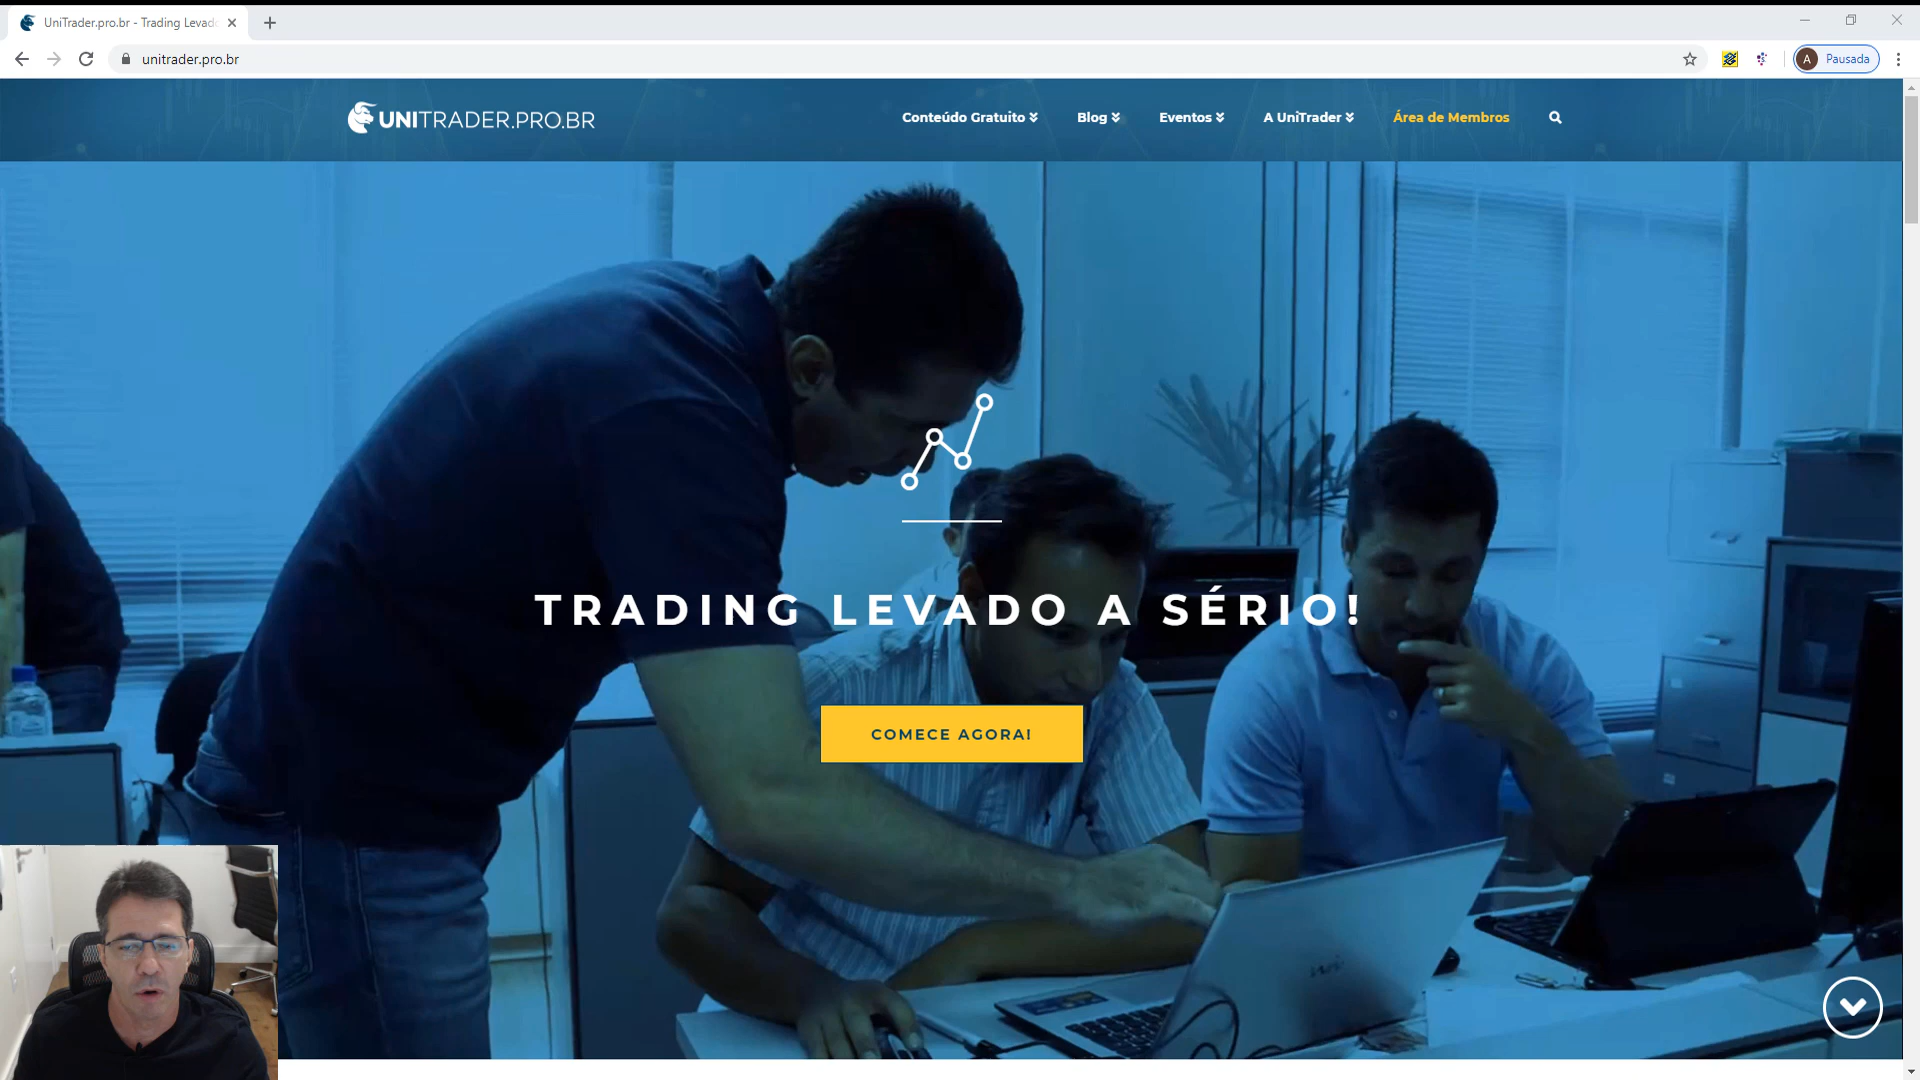 UniTrader.pro.br - Trading Levad
unitrader.pro.br
A Pausada
UNITRADER.PRO.BR
Conteúdo Gratuito Blog Eventos A UniTrader Área de Membros
TRADING LEVADO A SÉRIO!
COMECE AGORA!